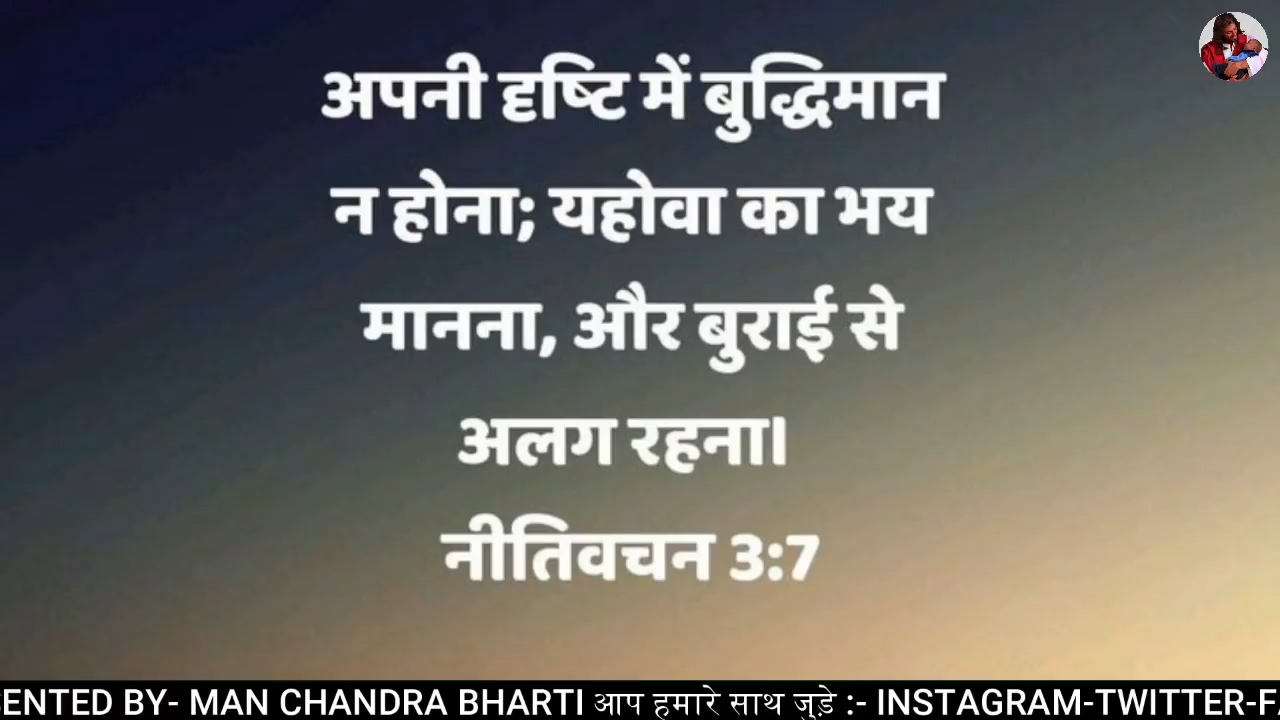 अपनी दृष्टि में बुद्धिमान
न होना; यहोवा का भय
मानना, और बुराई से
अलग रहना।
नीतिवचन 3:7
ENTED BY- MAN CHANDRA BHARTI आप हमारे साथ जुड़े :- INSTAGRAM-TWITTER-FA